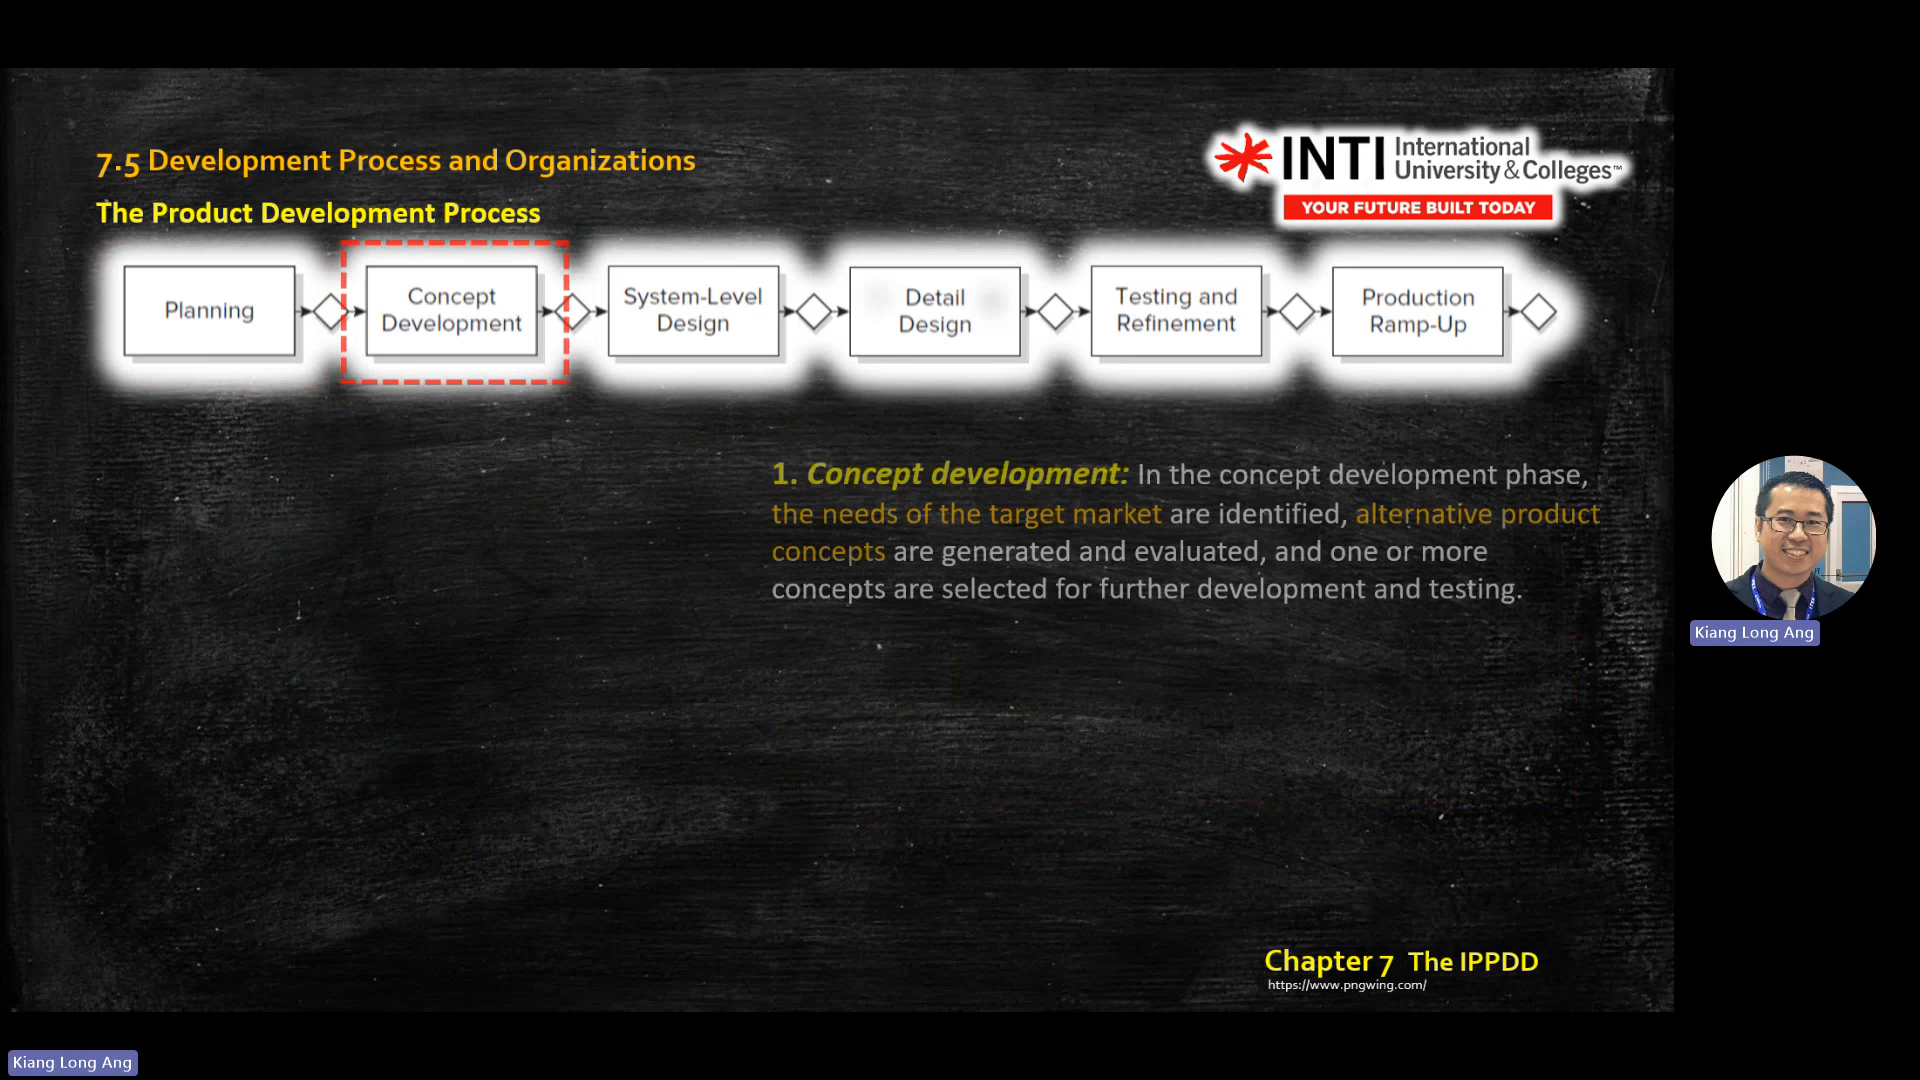 7.5 Development Process and Organizations
INTI International
University & Colleges™
YOUR FUTURE BUILT TODAY
The Product Development Process
Planning
Concept
Development
System-Level
Design
Detail
Design
Testing and
Refinement
Production
Ramp-Up
1. Concept development: In the concept development phase,
the needs of the target market are identified, alternative product
concepts are generated and evaluated, and one or more
concepts are selected for further development and testing.
Kiang Long Ang
Chapter 7 The IPPDD
https://www.pngwing.com/
Kiang Long Ang